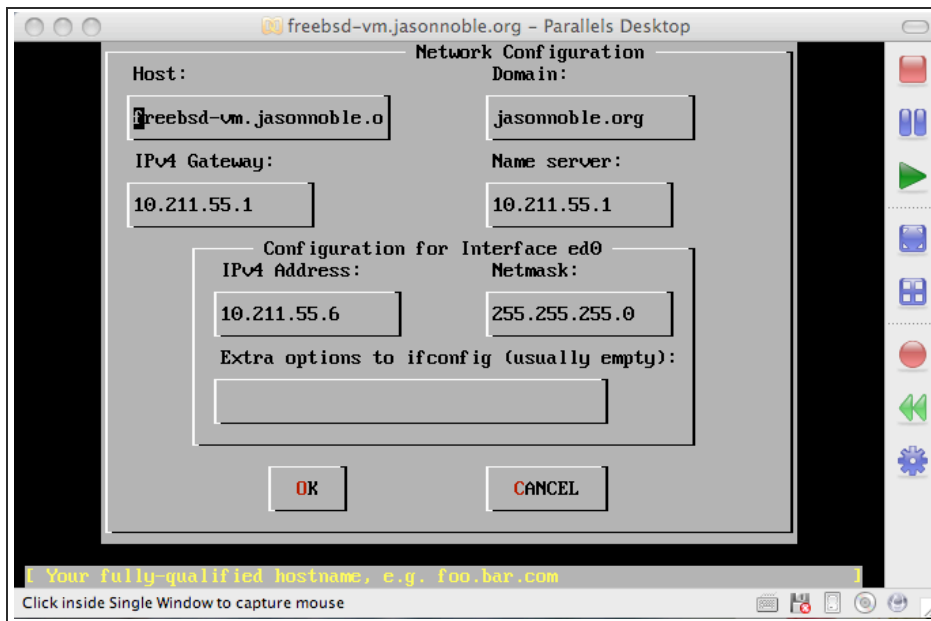 freebsd-vm.jasonnoble.org – Parallels Desktop
Network Configuration
Host: Domain:
freebsd-vm.jasonnoble.o jasonnoble.org
IPv4 Gateway: Name server:
10.211.55.1 10.211.55.1
Configuration for Interface ed0
IPv4 Address: Netmask:
10.211.55.6 255.255.255.0
Extra options to ifconfig (usually empty):
OK CANCEL
[ Your fully-qualified hostname, e.g. foo.bar.com ]
Click inside Single Window to capture mouse